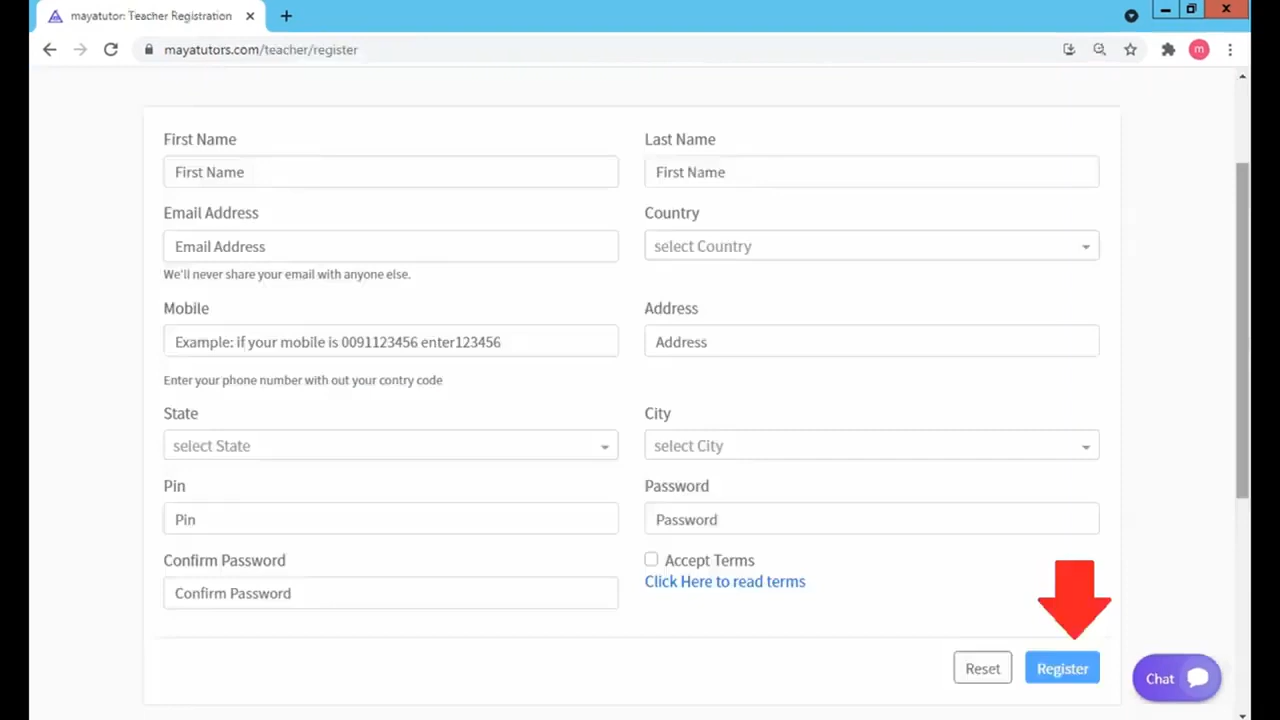 mayatutor: Teacher Registration
mayatutors.com/teacher/register
m
First Name
Last Name
First Name
First Name
Email Address
Country
Email Address
select Country
We'll never share your email with anyone else.
Mobile
Address
Example: if your mobile is 0091123456 enter123456
Address
Enter your phone number with out your contry code
State
City
select State
select City
Pin
Password
Pin
Password
Confirm Password
Accept Terms
Click Here to read terms
Confirm Password
Reset
Register
Chat